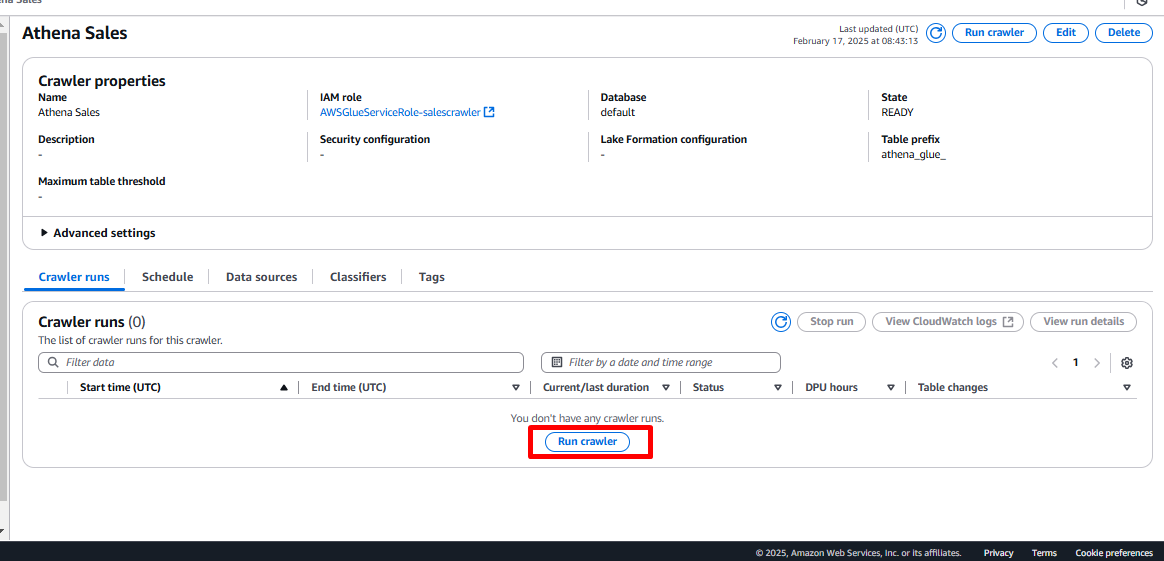 Athena Sales
Last updated (UTC)
February 17, 2025 at 08:43:13
Run crawler
Edit
Delete
Crawler properties
Name
Athena Sales
IAM role
AWSGlueServiceRole-salescrawler
Database
default
State
READY
Description
-
Security configuration
-
Lake Formation configuration
-
Table prefix
athena_glue_
Maximum table threshold
-
Advanced settings
Crawler runs
Schedule
Data sources
Classifiers
Tags
Crawler runs (0)
Stop run
View CloudWatch logs
View run details
The list of crawler runs for this crawler.
Filter data
Filter by a date and time range
1
Start time (UTC)
End time (UTC)
Current/last duration
Status
DPU hours
Table changes
You don't have any crawler runs.
Run crawler
© 2025, Amazon Web Services, Inc. or its affiliates.
Privacy
Terms
Cookie preferences